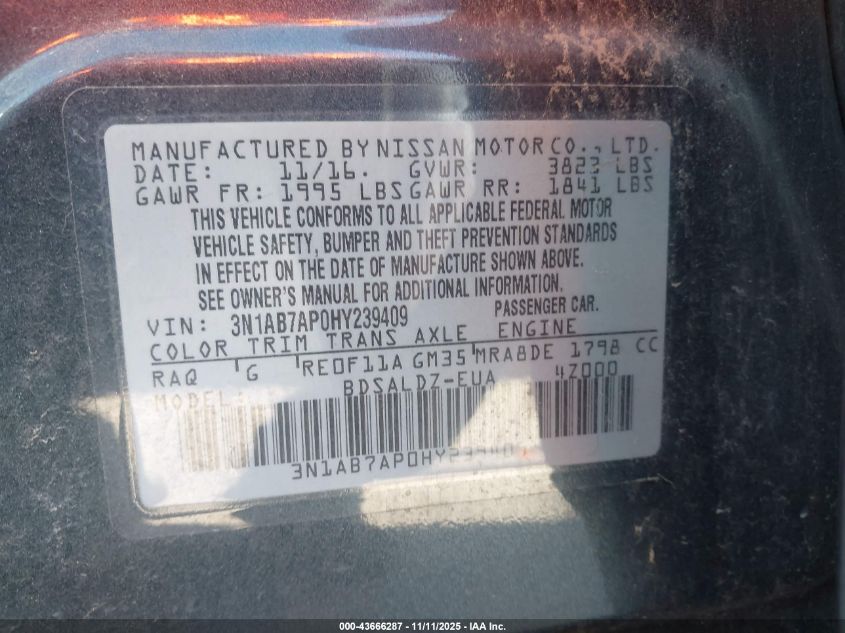 MANUFACTURED BY NISSAN MOTOR CO., LTD.
DATE: 11/16. GVWR: 3823 LBS
GAWR FR: 1995 LBS GAWR RR: 1841 LBS
THIS VEHICLE CONFORMS TO ALL APPLICABLE FEDERAL MOTOR
VEHICLE SAFETY, BUMPER AND THEFT PREVENTION STANDARDS
IN EFFECT ON THE DATE OF MANUFACTURE SHOWN ABOVE.
SEE OWNER'S MANUAL FOR ADDITIONAL INFORMATION.
VIN: 3N1AB7AP0HY239409 PASSENGER CAR.
COLOR TRIM TRANS AXLE ENGINE
RAQ G RE0F11A GM35 MRA8DE 1798 CC
MODEL: BDSALDZ-EUA 4Z000
3N1AB7AP0HY23940
000-43666287 - 11/11/2025 - IAA Inc.